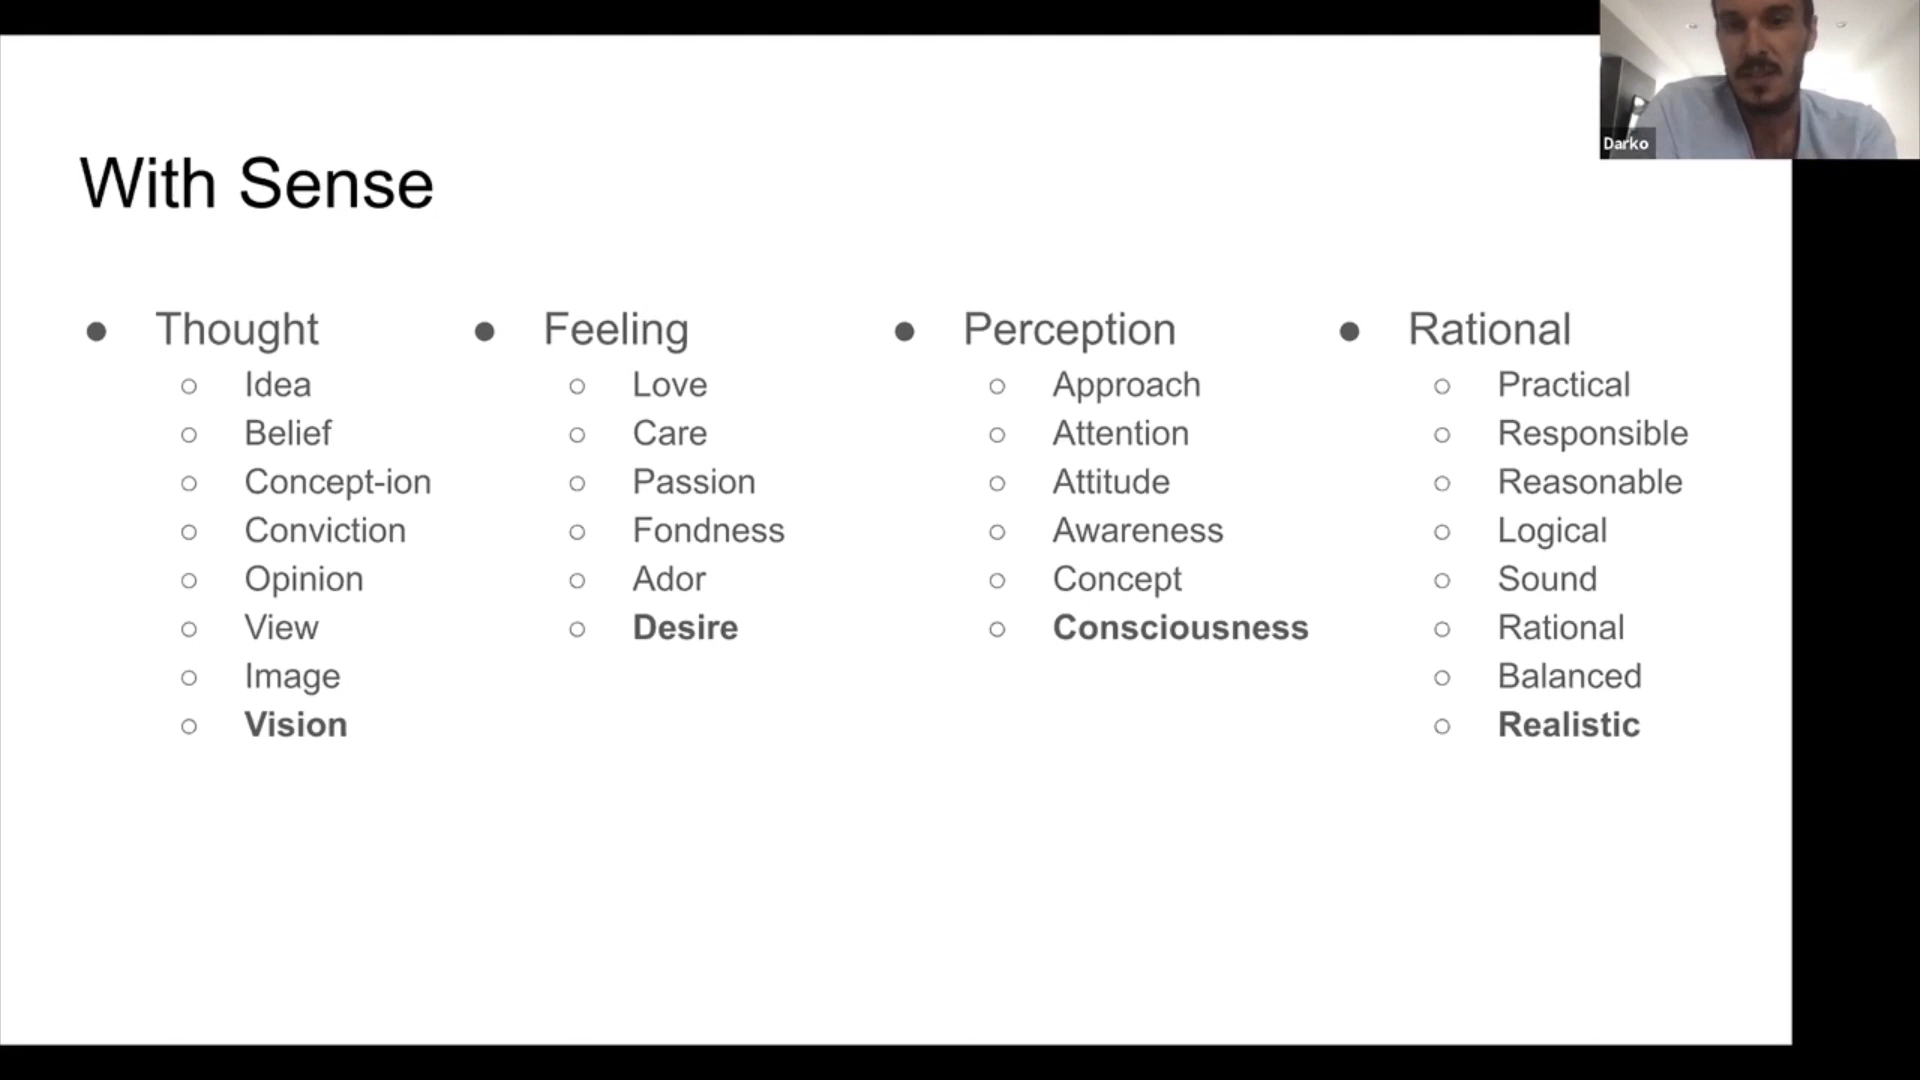 Darko
With Sense
Thought
Idea
Belief
Concept-ion
Conviction
Opinion
View
Image
Vision
Feeling
Love
Care
Passion
Fondness
Ador
Desire
Perception
Approach
Attention
Attitude
Awareness
Concept
Consciousness
Rational
Practical
Responsible
Reasonable
Logical
Sound
Rational
Balanced
Realistic